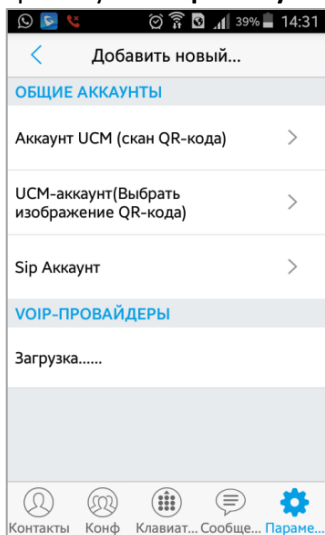 39% 14:31
Добавить новый...
ОБЩИЕ АККАУНТЫ
Аккаунт UCM (скан QR-кода)
UCM-аккаунт(Выбрать
изображение QR-кода)
Sip Аккаунт
VOIP-ПРОВАЙДЕРЫ
Загрузка......
Контакты Конф Клавиат... Сообще... Параме...